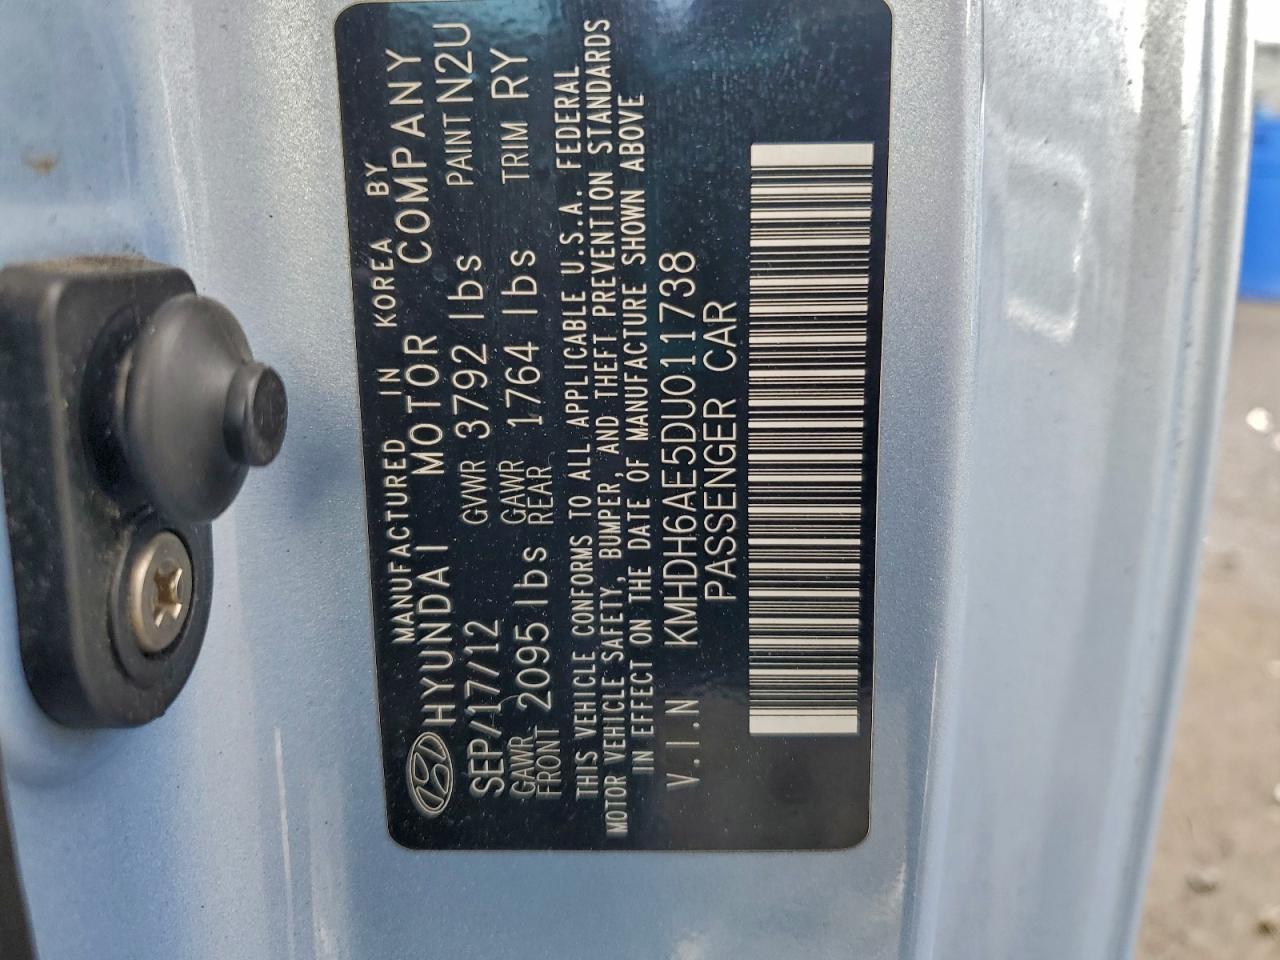 MANUFACTURED IN KOREA BY
HYUNDAI MOTOR COMPANY
SEP/17/12 GVWR 3792 lbs PAINT N2U
GAWR FRONT 2095 lbs GAWR REAR 1764 lbs TRIM RY
THIS VEHICLE CONFORMS TO ALL APPLICABLE U.S.A. FEDERAL
MOTOR VEHICLE SAFETY, BUMPER, AND THEFT PREVENTION STANDARDS
IN EFFECT ON THE DATE OF MANUFACTURE SHOWN ABOVE
V.I.N KMHDH6AE5DU011738
PASSENGER CAR